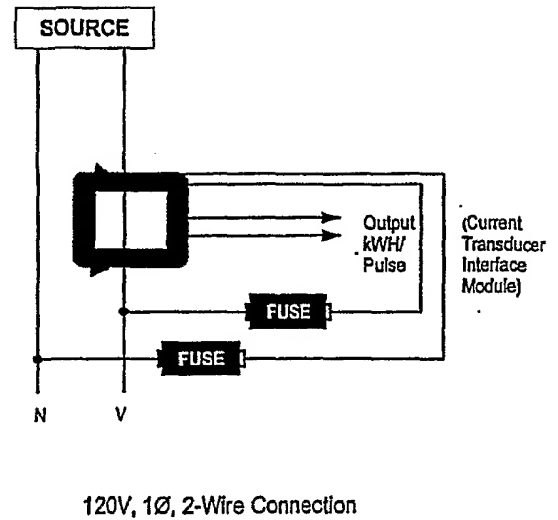 SOURCE
Output
kWH/
Pulse
(Current
Transducer
Interface
Module)
FUSE
FUSE
N
V
120V, 1Ø, 2-Wire Connection